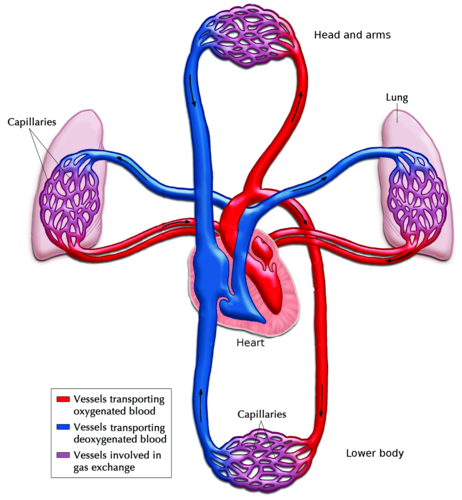 Head and arms
Lung
Capillaries
Heart
Vessels transporting
oxygenated blood
Vessels transporting
deoxygenated blood
Vessels involved in
gas exchange
Capillaries
Lower body